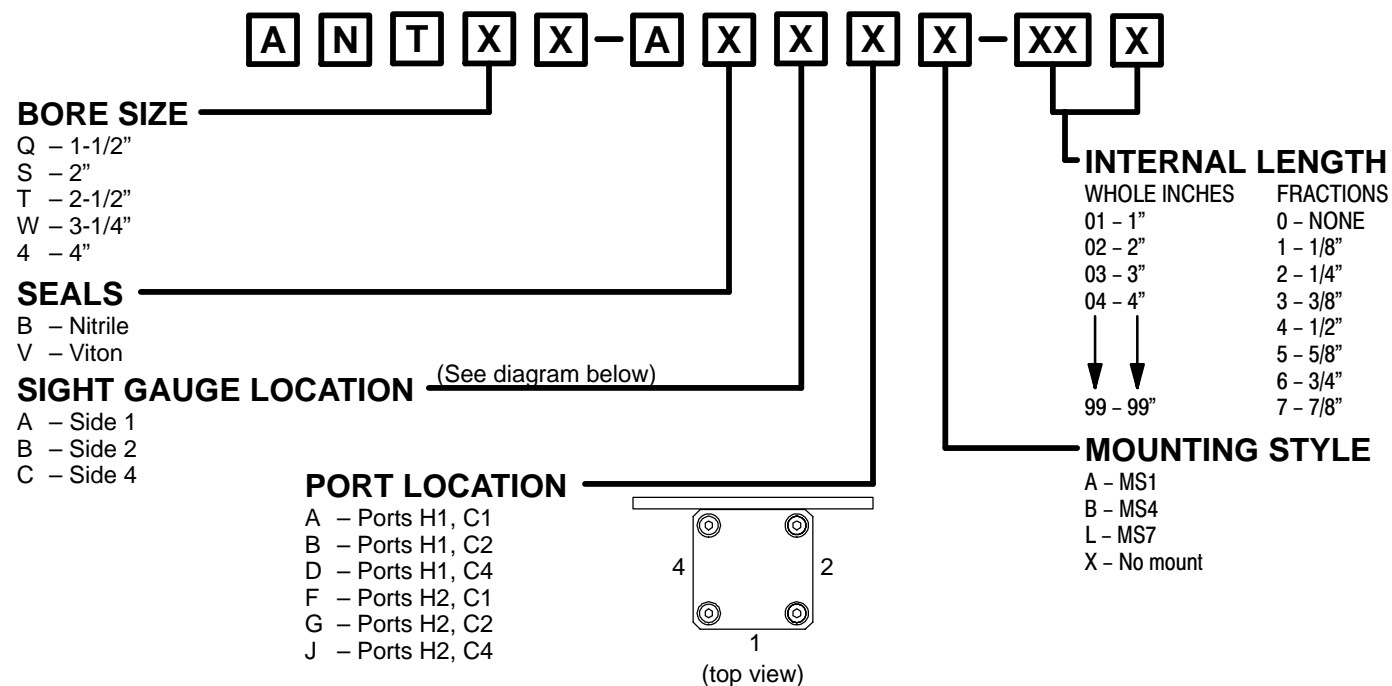 A N T X X – A X X X X – XX X
BORE SIZE
Q – 1-1/2”
S – 2”
T – 2-1/2”
W – 3-1/4”
4 – 4”
SEALS
B – Nitrile
V – Viton
SIGHT GAUGE LOCATION (See diagram below)
A – Side 1
B – Side 2
C – Side 4
PORT LOCATION
A – Ports H1, C1
B – Ports H1, C2
D – Ports H1, C4
F – Ports H2, C1
G – Ports H2, C2
J – Ports H2, C4
4 2
1
(top view)
INTERNAL LENGTH
WHOLE INCHES FRACTIONS
01 – 1” 0 – NONE
02 – 2” 1 – 1/8”
03 – 3” 2 – 1/4”
04 – 4” 3 – 3/8”
4 – 1/2”
5 – 5/8”
6 – 3/4”
99 – 99” 7 – 7/8”
MOUNTING STYLE
A – MS1
B – MS4
L – MS7
X – No mount